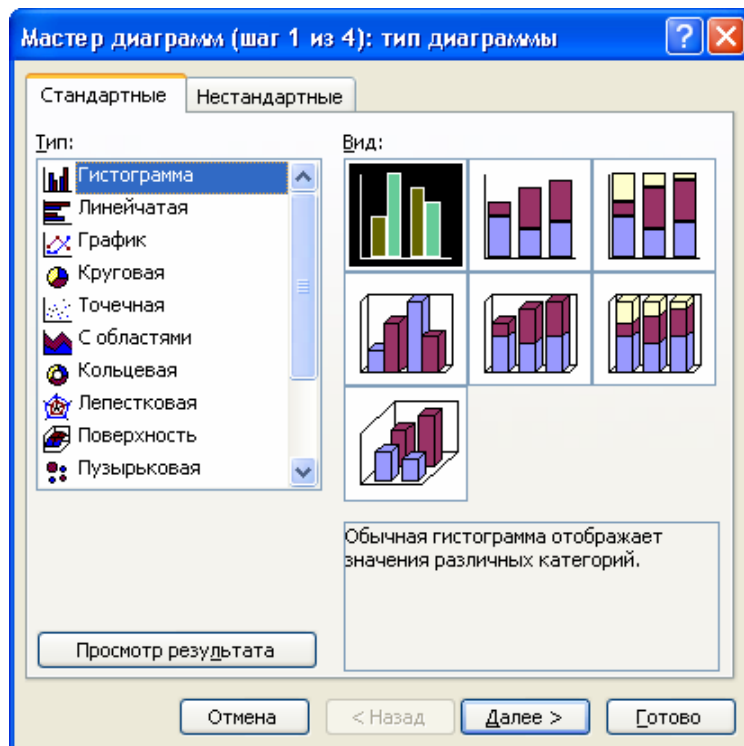 Мастер диаграмм (шаг 1 из 4): тип диаграммы
Стандартные
Нестандартные
Тип:
Гистограмма
Линейчатая
График
Круговая
Точечная
С областями
Кольцевая
Лепестковая
Поверхность
Пузырьковая
Вид:
Обычная гистограмма отображает
значения различных категорий.
Просмотр результата
Отмена
< Назад
Далее >
Готово